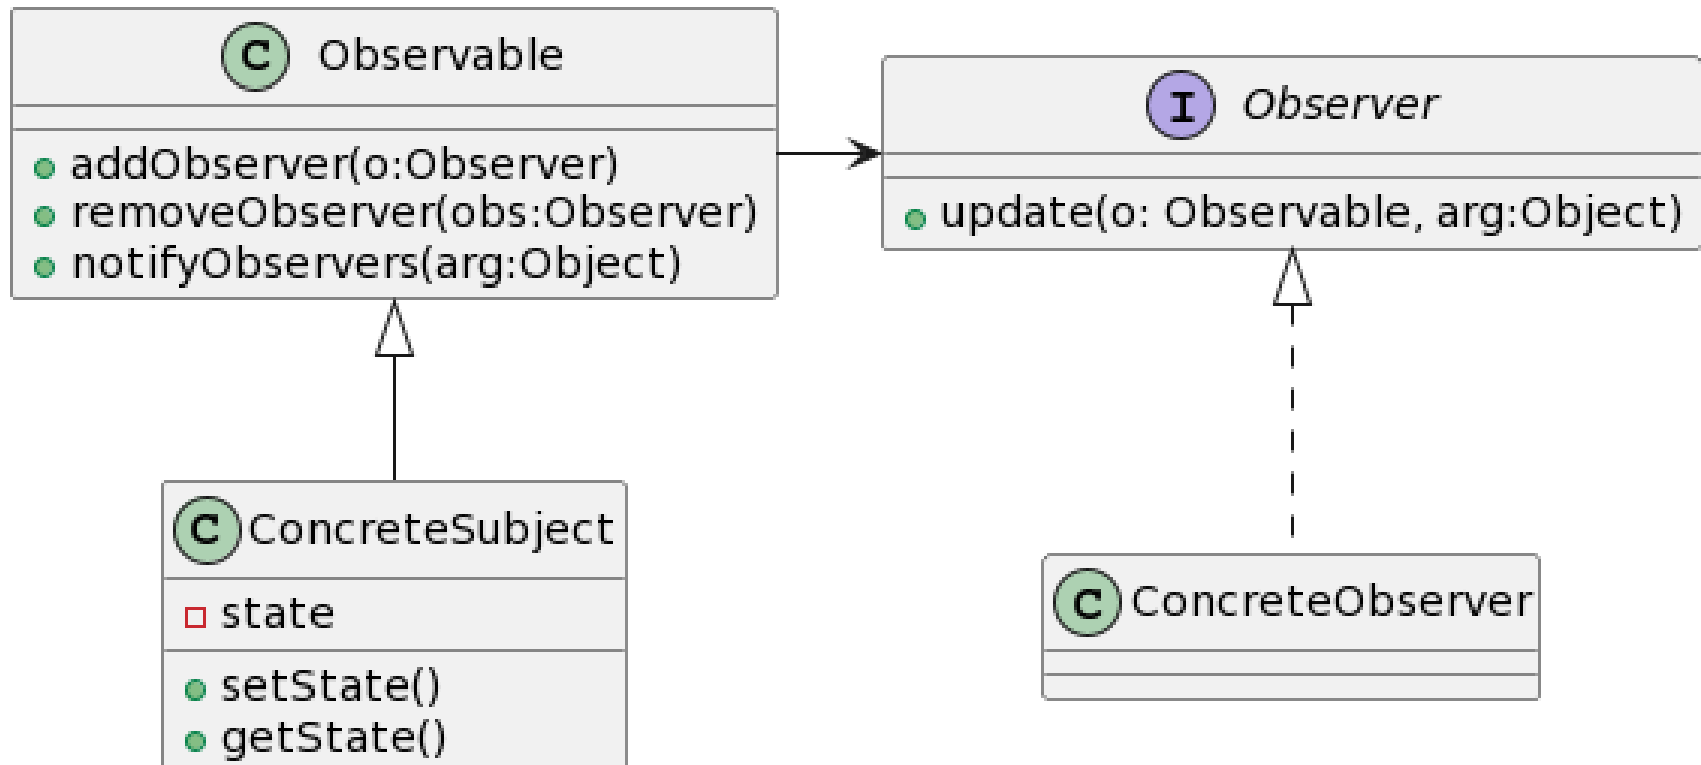 C Observable
addObserver(o:Observer)
removeObserver(obs:Observer)
notifyObservers(arg:Object)
I Observer
update(o: Observable, arg:Object)
C ConcreteSubject
state
setState()
getState()
C ConcreteObserver